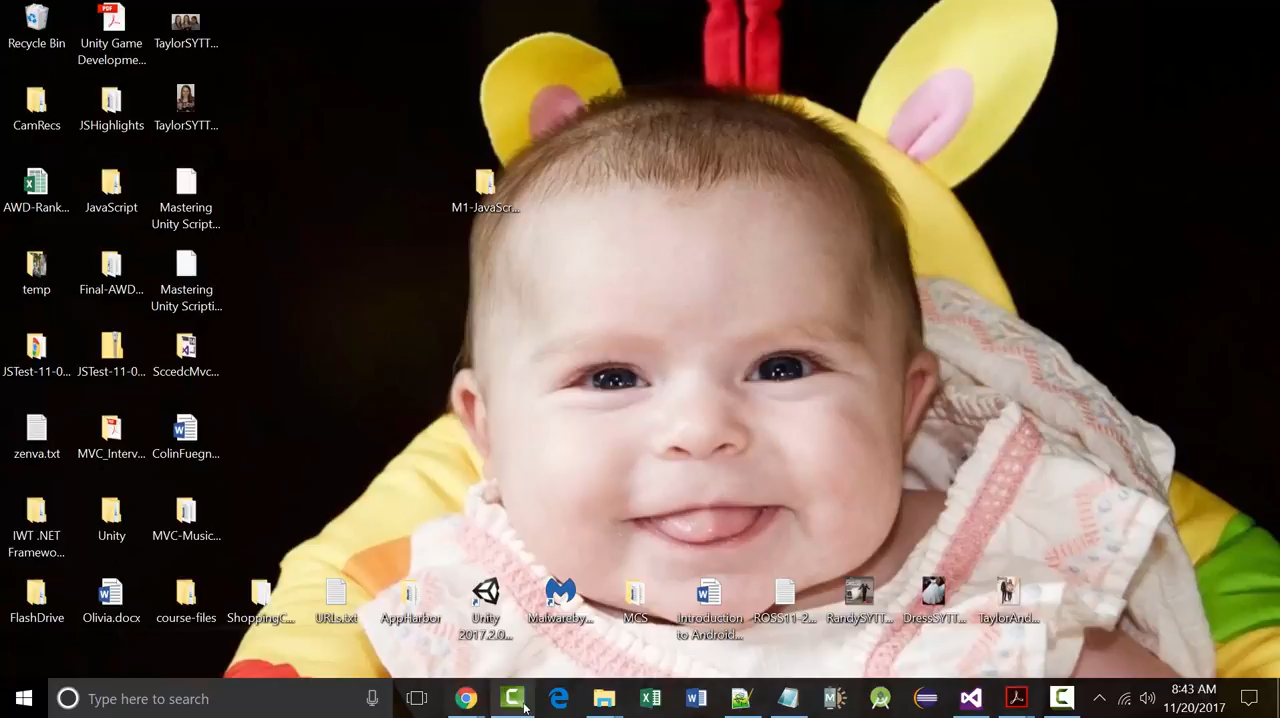 Recycle Bin
Unity Game
Developme...
TaylorSYTT...
CamRecs
JSHighlights
TaylorSYTT...
AWD-Rank...
JavaScript
Mastering
Unity Script...
M1-JavaScr...
temp
Final-AWD...
Mastering
Unity Scripti...
JSTest-11-0...
JSTest-11-0...
SccedcMvc...
zenva.txt
MVC_Interv...
ColinFuegn...
IWT .NET
Framewo...
Unity
MVC-Music...
FlashDrive
Olivia.docx
course-files
ShoppingC...
URLs.txt
AppHarbor
Unity
2017.2.0...
Malwareby...
MCS
Introduction
to Android...
ROSS11-2...
RandySYTT...
DressSYTT...
TaylorAnd...
Type here to search
8:43 AM
11/20/2017